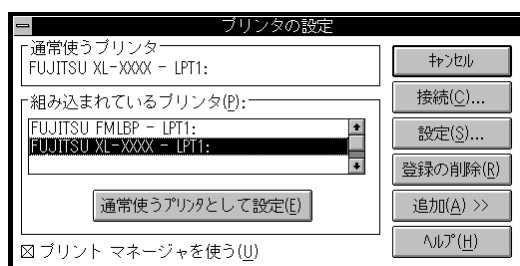 プリンタの設定
通常使うプリンタ
FUJITSU XL-XXXX - LPT1:
組み込まれているプリンタ(P):
FUJITSU FMLBP - LPT1:
FUJITSU XL-XXXX - LPT1:
通常使うプリンタとして設定(E)
プリント マネージャを使う(U)
キャンセル
接続(C)...
設定(S)...
登録の削除(R)
追加(A) >>
ヘルプ(H)